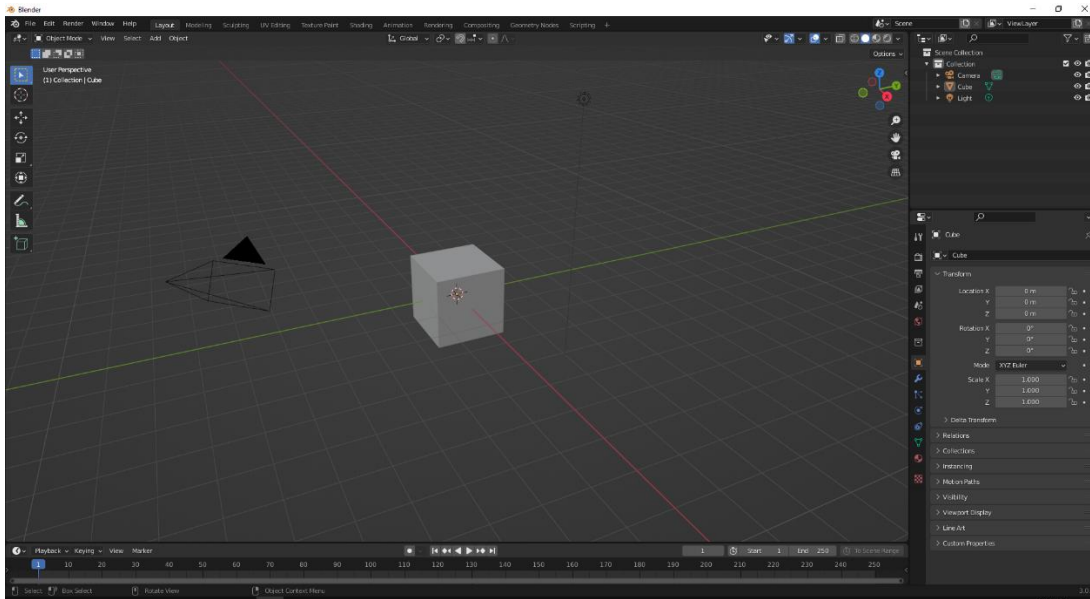 Blender
File Edit Render Window Help Layout Modeling Sculpting UV Editing Texture Paint Shading Animation Rendering Compositing Geometry Nodes Scripting + Scene ViewLayer
Object Mode View Select Add Object Global
Options
User Perspective
(1) Collection | Cube
Z
Y
X
Scene Collection
Collection
Camera
Cube
Light
Cube
Cube
Transform
Location X 0 m
Y 0 m
Z 0 m
Rotation X 0°
Y 0°
Z 0°
Mode XYZ Euler
Scale X 1.000
Y 1.000
Z 1.000
Delta Transform
Relations
Collections
Instancing
Motion Paths
Visibility
Viewport Display
Line Art
Custom Properties
Playback Keying View Marker 1 Start 1 End 250 To Scene Range
1 10 20 30 40 50 60 70 80 90 100 110 120 130 140 150 160 170 180 190 200 210 220 230 240 250
Select Box Select Rotate View Object Context Menu